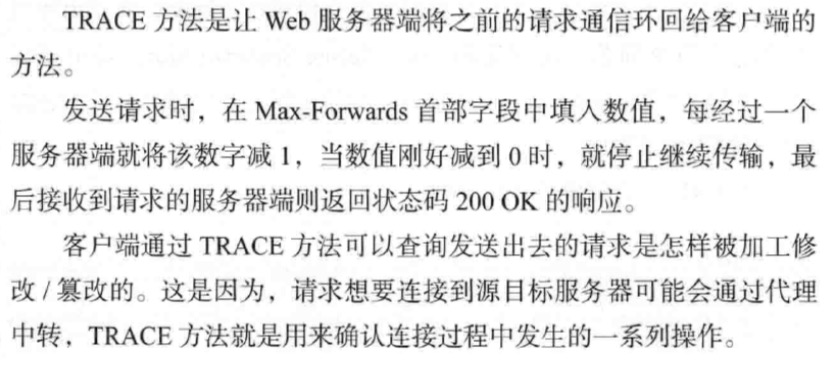 TRACE 方法是让 Web 服务器端将之前的请求通信环回给客户端的
方法。
发送请求时，在 Max-Forwards 首部字段中填入数值，每经过一个
服务器端就将该数字减 1，当数值刚好减到 0 时，就停止继续传输，最
后接收到请求的服务器端则返回状态码 200 OK 的响应。
客户端通过 TRACE 方法可以查询发送出去的请求是怎样被加工修
改 / 篡改的。这是因为，请求想要连接到源目标服务器可能会通过代理
中转，TRACE 方法就是用来确认连接过程中发生的一系列操作。